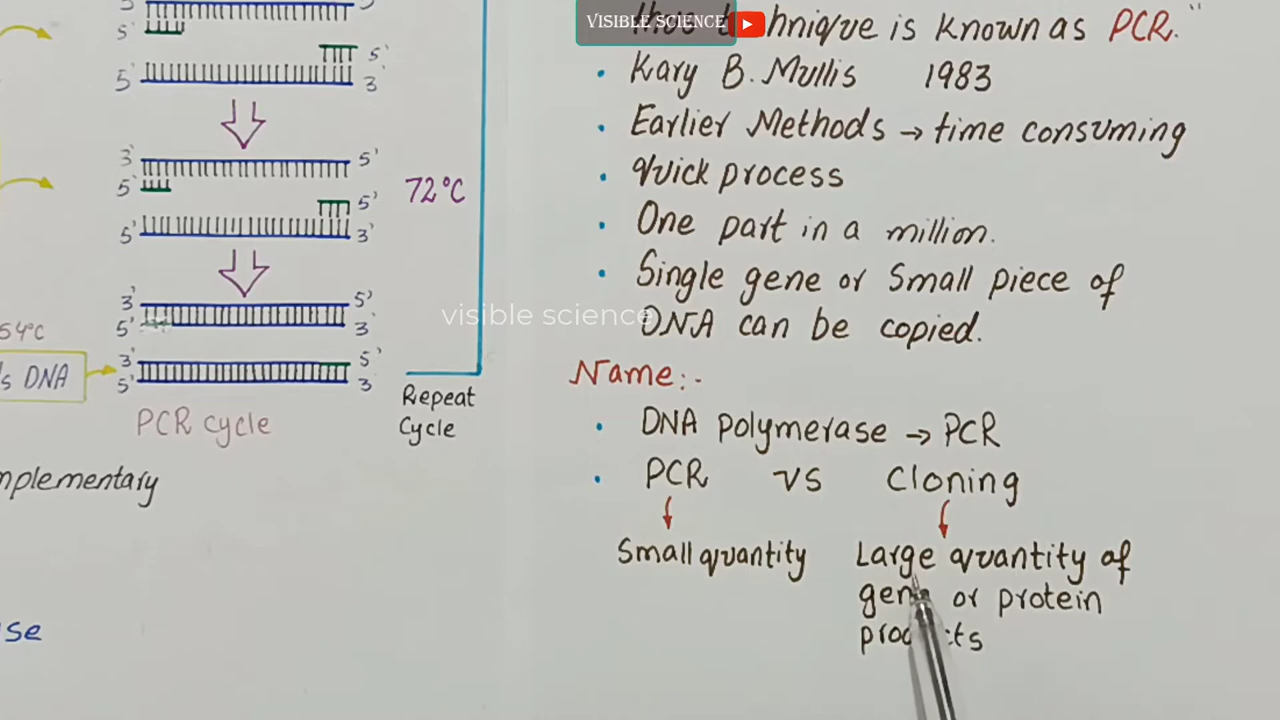 VISIBLE SCIENCE
technique is known as PCR."
• Kary B. Mullis 1983
• Earlier Methods → time consuming
• quick process
• One part in a million.
• Single gene or Small piece of
DNA can be copied.
Name:-
• DNA polymerase → PCR
• PCR vs Cloning
Small quantity Large quantity of
gene or protein
products
visible science
5' 5'
5' 3'
3' 5'
5' 5'
5' 3'
72°C
3' 5'
5' 3'
54°C
3' 5'
5' 3'
DNA
PCR cycle
Repeat
Cycle